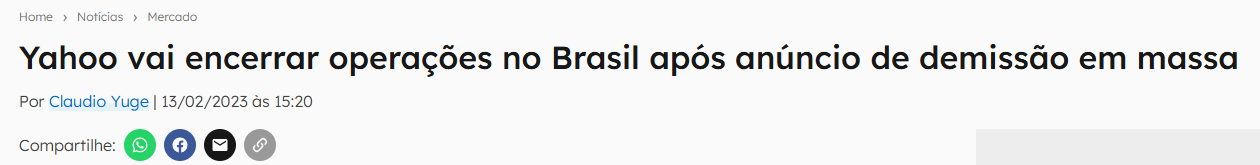 Home › Notícias › Mercado
Yahoo vai encerrar operações no Brasil após anúncio de demissão em massa
Por Claudio Yuge | 13/02/2023 às 15:20
Compartilhe: